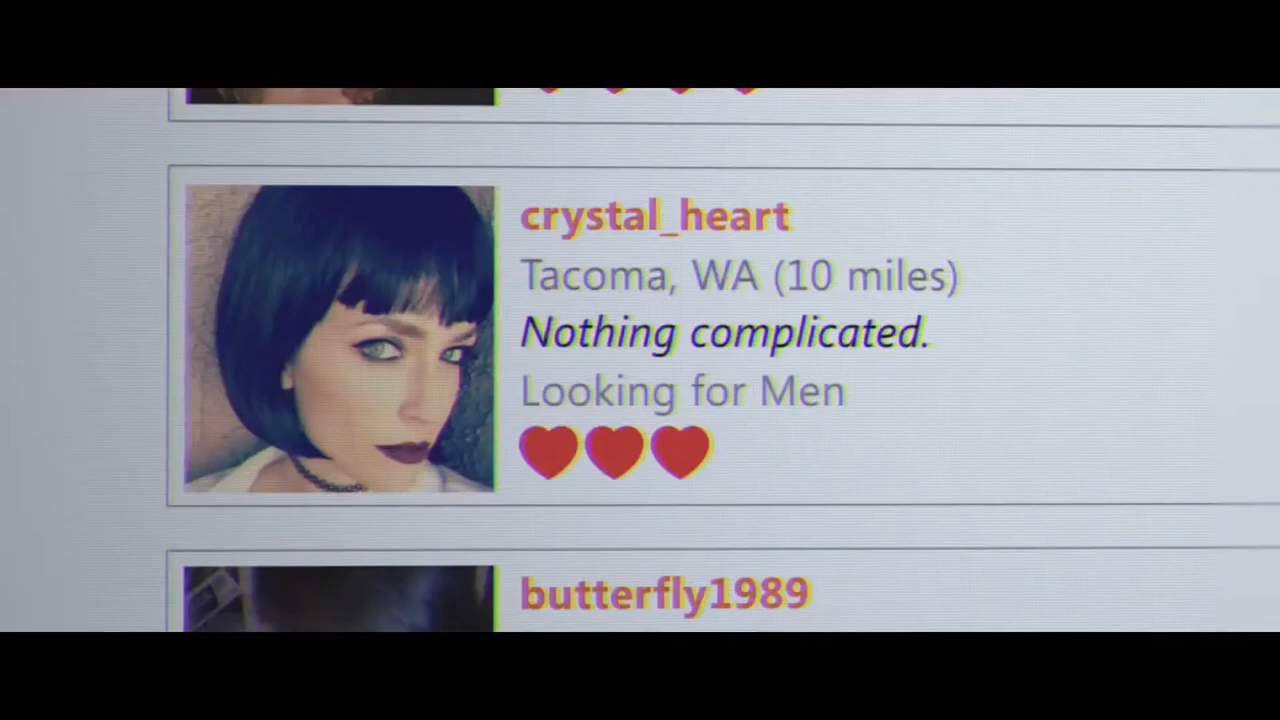 crystal_heart
Tacoma, WA (10 miles)
Nothing complicated.
Looking for Men
butterfly1989